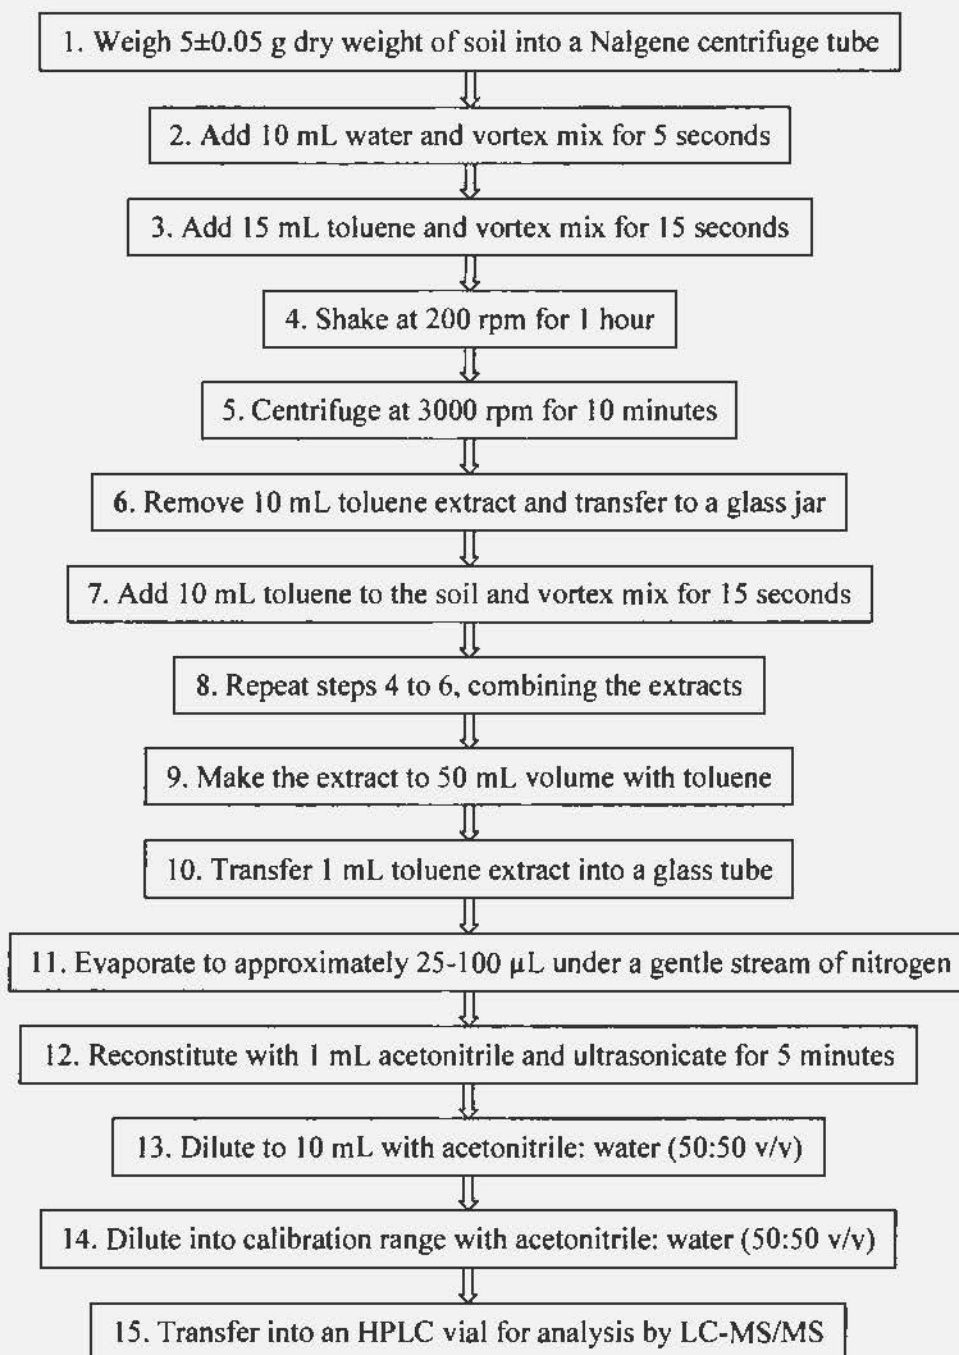 1. Weigh 5±0.05 g dry weight of soil into a Nalgene centrifuge tube
2. Add 10 mL water and vortex mix for 5 seconds
3. Add 15 mL toluene and vortex mix for 15 seconds
4. Shake at 200 rpm for 1 hour
5. Centrifuge at 3000 rpm for 10 minutes
6. Remove 10 mL toluene extract and transfer to a glass jar
7. Add 10 mL toluene to the soil and vortex mix for 15 seconds
8. Repeat steps 4 to 6, combining the extracts
9. Make the extract to 50 mL volume with toluene
10. Transfer 1 mL toluene extract into a glass tube
11. Evaporate to approximately 25-100 µL under a gentle stream of nitrogen
12. Reconstitute with 1 mL acetonitrile and ultrasonicate for 5 minutes
13. Dilute to 10 mL with acetonitrile: water (50:50 v/v)
14. Dilute into calibration range with acetonitrile: water (50:50 v/v)
15. Transfer into an HPLC vial for analysis by LC-MS/MS